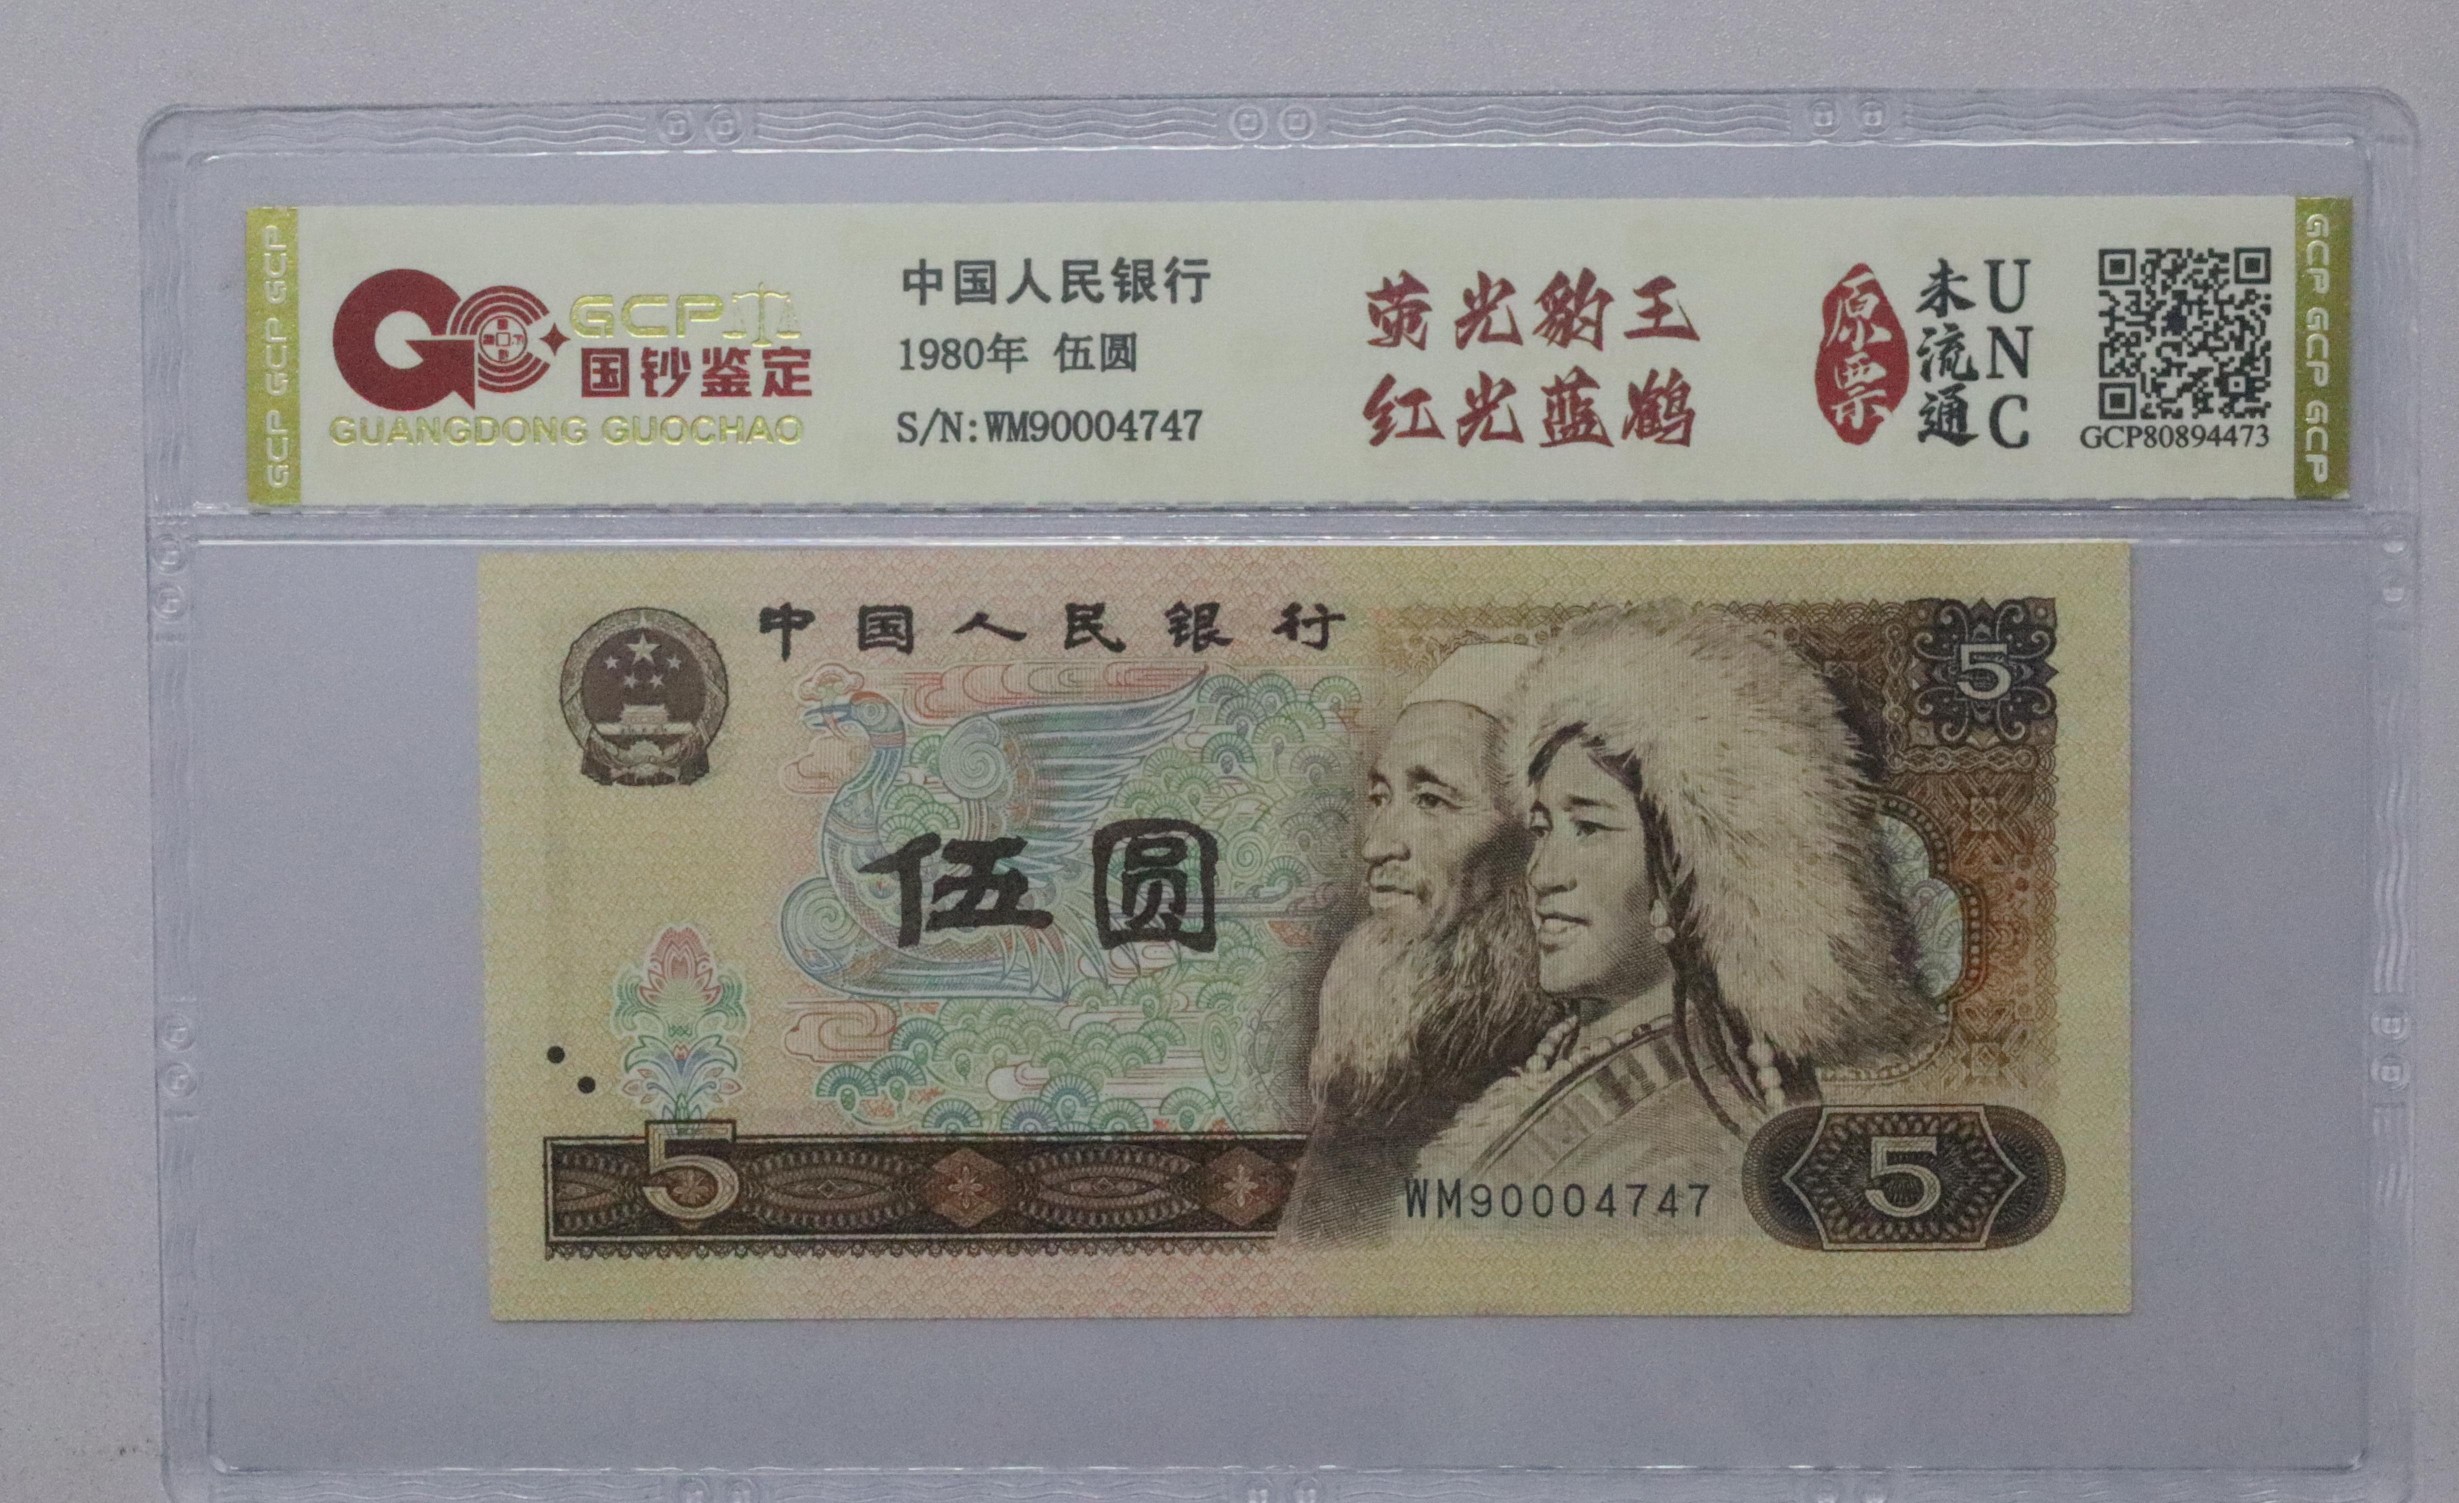 GCP GCP GCP
GCP
国钞鉴定
GUANGDONG GUOCHAO
中国人民银行
1980年 伍圆
S/N:WM90004747
荧光豹王
红光蓝鹤
原票
未流通
UNC
GCP80894473
GCP GCP GCP
中国人民银行
5
伍圆
5
WM90004747
5